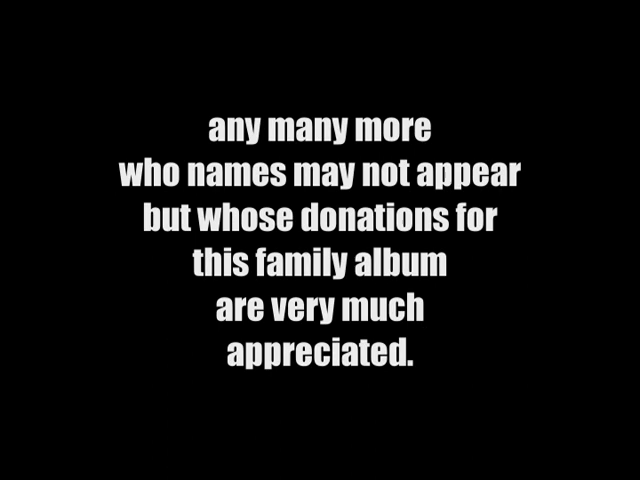 any many more
who names may not appear
but whose donations for
this family album
are very much
appreciated.